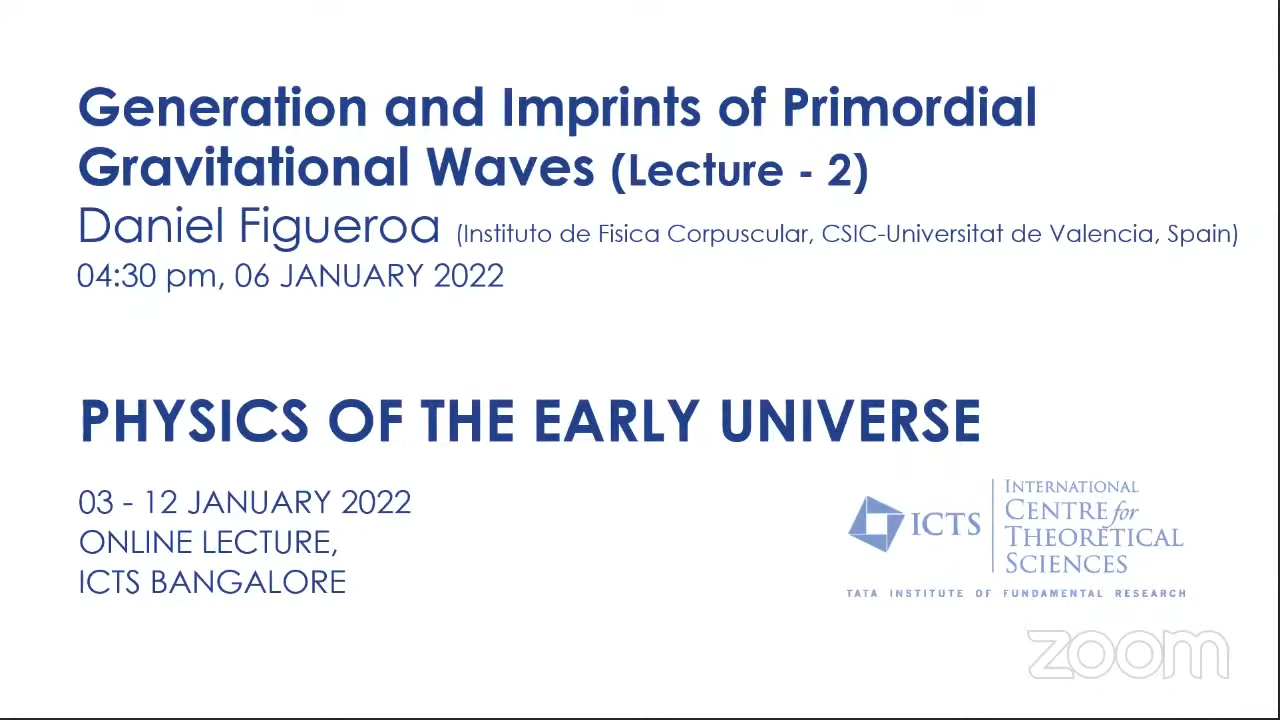 Generation and Imprints of Primordial
Gravitational Waves (Lecture - 2)
Daniel Figueroa (Instituto de Fisica Corpuscular, CSIC-Universitat de Valencia, Spain)
04:30 pm, 06 JANUARY 2022
PHYSICS OF THE EARLY UNIVERSE
03 - 12 JANUARY 2022
ONLINE LECTURE,
ICTS BANGALORE
ICTS
INTERNATIONAL
CENTRE for
THEORETICAL
SCIENCES
TATA INSTITUTE OF FUNDAMENTAL RESEARCH
zoom